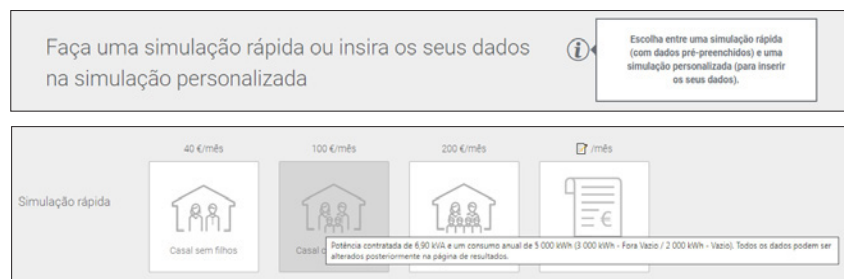 Faça uma simulação rápida ou insira os seus dados
na simulação personalizada
i
Escolha entre uma simulação rápida
(com dados pré-preenchidos) e uma
simulação personalizada (para inserir
os seus dados).
40 €/mês
100 €/mês
200 €/mês
/mês
Simulação rápida
€
Casal sem filhos
Casal
Potência contratada de 6,90 kVA e um consumo anual de 5 000 kWh (3 000 kWh - Fora Vazio / 2 000 kWh - Vazio). Todos os dados podem ser
alterados posteriormente na página de resultados.